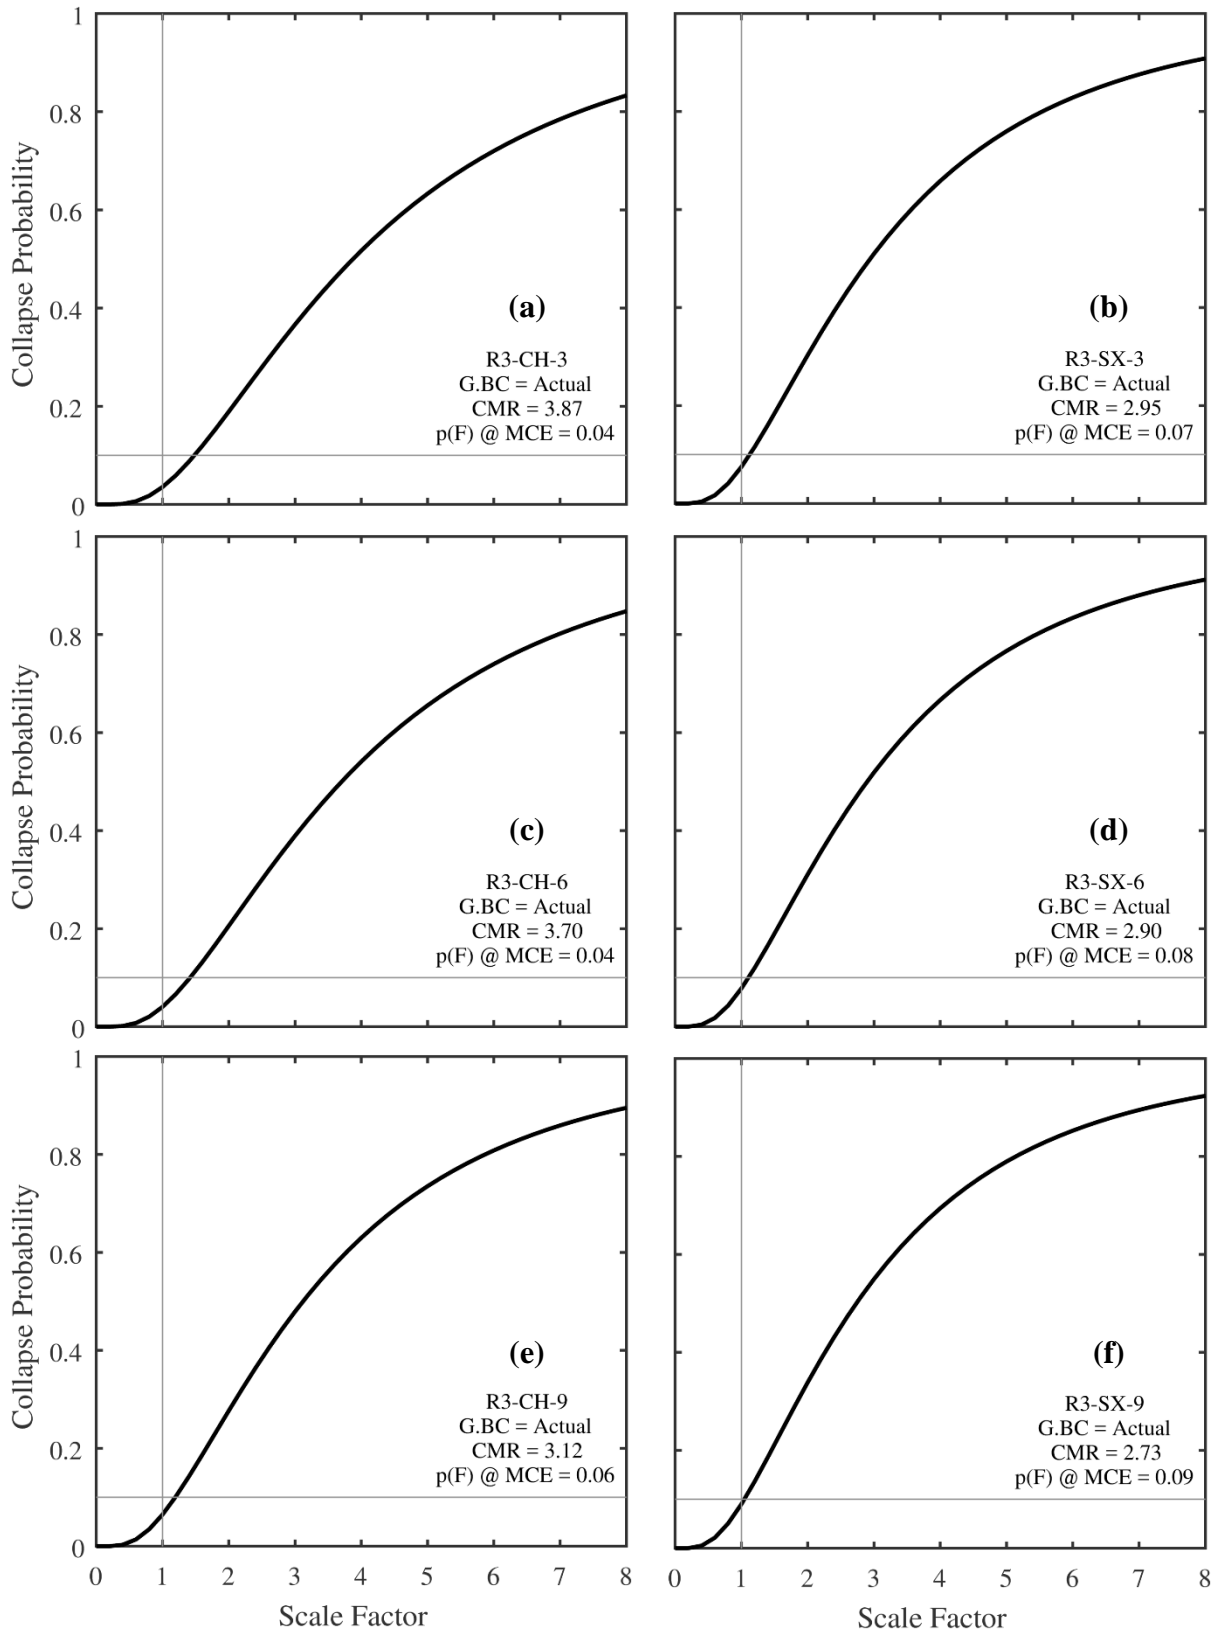 1
0.8
0.6
0.4
0.2
0
Collapse Probability
(a)
R3-CH-3
G.BC = Actual
CMR = 3.87
p(F) @ MCE = 0.04
(b)
R3-SX-3
G.BC = Actual
CMR = 2.95
p(F) @ MCE = 0.07
1
0.8
0.6
0.4
0.2
0
Collapse Probability
(c)
R3-CH-6
G.BC = Actual
CMR = 3.70
p(F) @ MCE = 0.04
(d)
R3-SX-6
G.BC = Actual
CMR = 2.90
p(F) @ MCE = 0.08
1
0.8
0.6
0.4
0.2
0
Collapse Probability
(e)
R3-CH-9
G.BC = Actual
CMR = 3.12
p(F) @ MCE = 0.06
0 1 2 3 4 5 6 7 8
Scale Factor
(f)
R3-SX-9
G.BC = Actual
CMR = 2.73
p(F) @ MCE = 0.09
0 1 2 3 4 5 6 7 8
Scale Factor